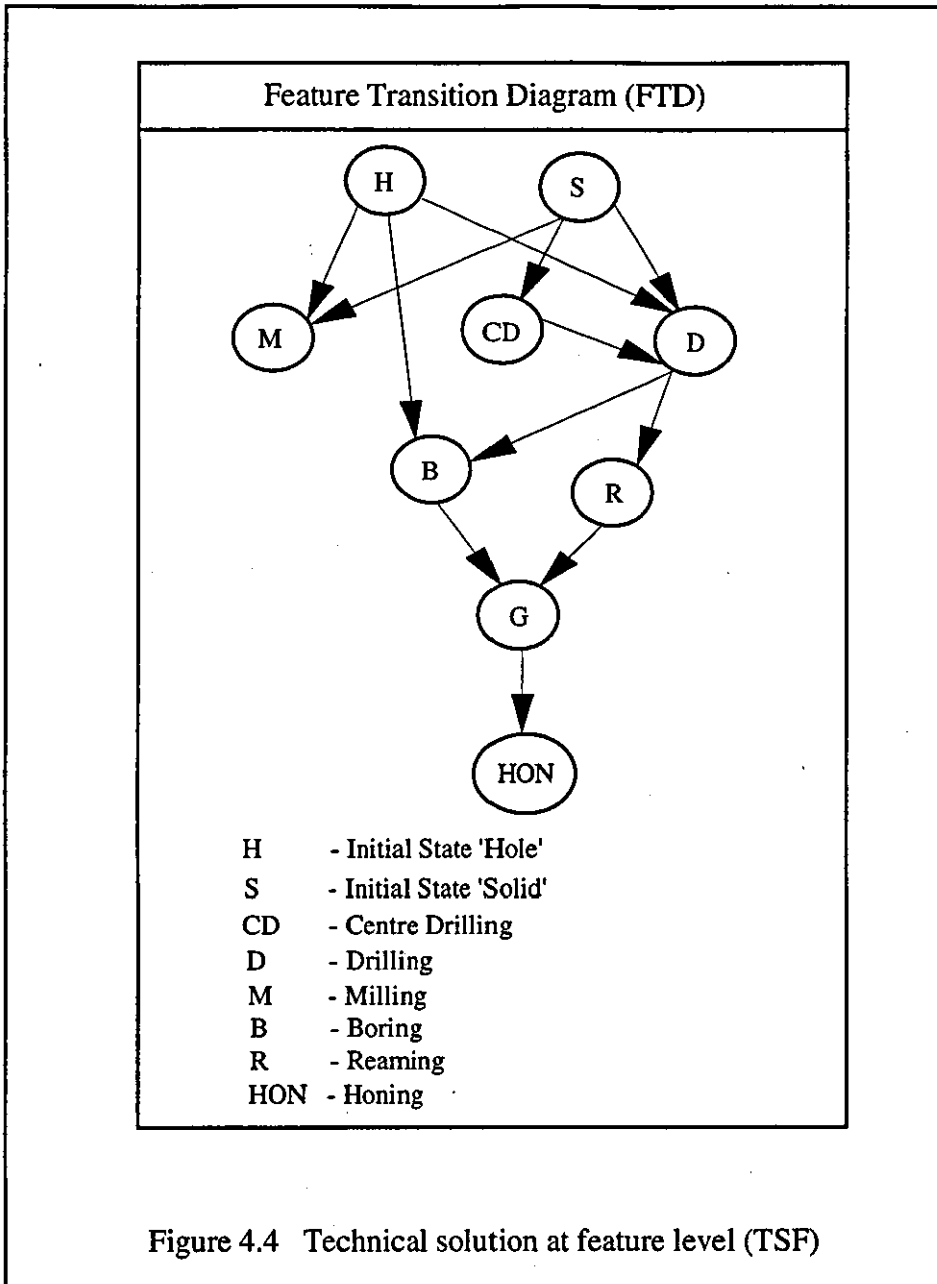 Feature Transition Diagram (FTD)
H
S
M
CD
D
B
R
G
HON
H - Initial State 'Hole'
S - Initial State 'Solid'
CD - Centre Drilling
D - Drilling
M - Milling
B - Boring
R - Reaming
HON - Honing
Figure 4.4 Technical solution at feature level (TSF)